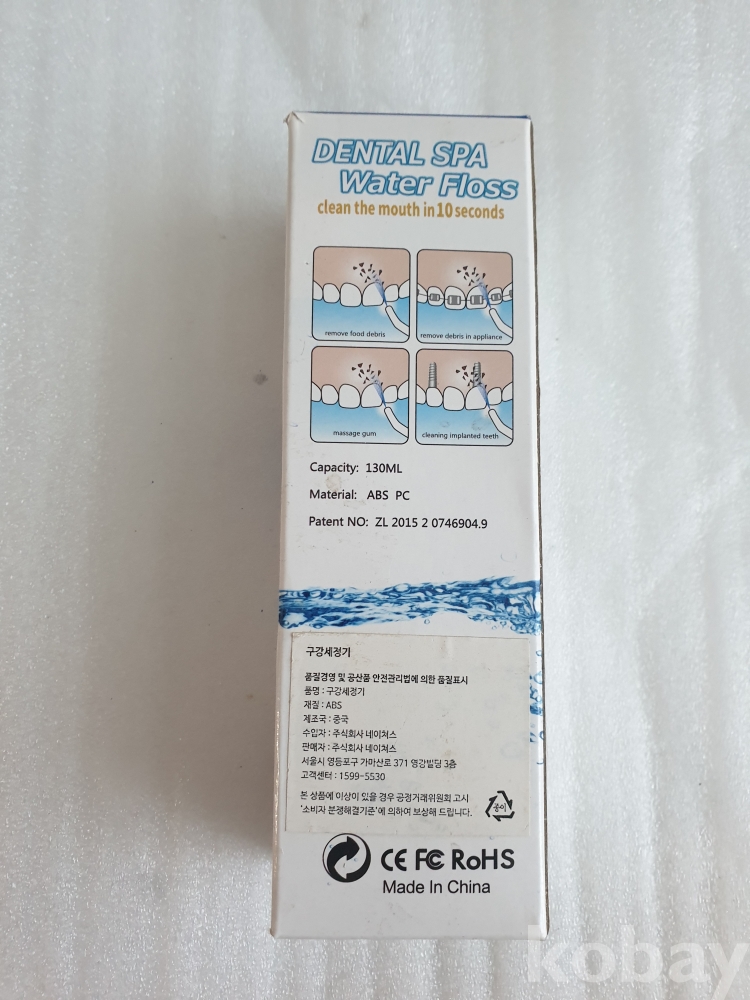 DENTAL SPA
Water Floss
clean the mouth in 10 seconds
remove food debris
remove debris in appliance
massage gum
cleaning implanted teeth
Capacity: 130ML
Material: ABS PC
Patent NO: ZL 2015 2 0746904.9
구강세정기
품질경영 및 공산품 안전관리법에 의한 품질표시
품명 : 구강세정기
재질 : ABS
제조국 : 중국
수입자 : 주식회사 네이쳐스
판매자 : 주식회사 네이쳐스
서울시 영등포구 가마산로 371 영강빌딩 3층
고객센터 : 1599-5530
본 상품에 이상이 있을 경우 공정거래위원회 고시
'소비자 분쟁해결기준'에 의하여 보상해 드립니다.
종이
CE FC RoHS
Made In China
kobay